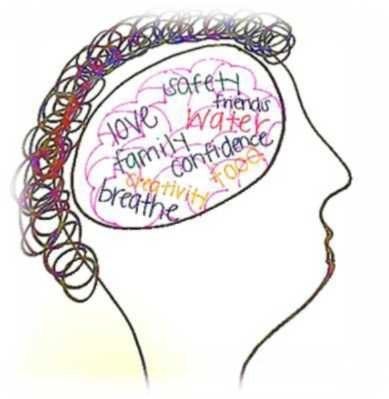 safety
friends
love
water
family
confidence
food
creativity
breathe